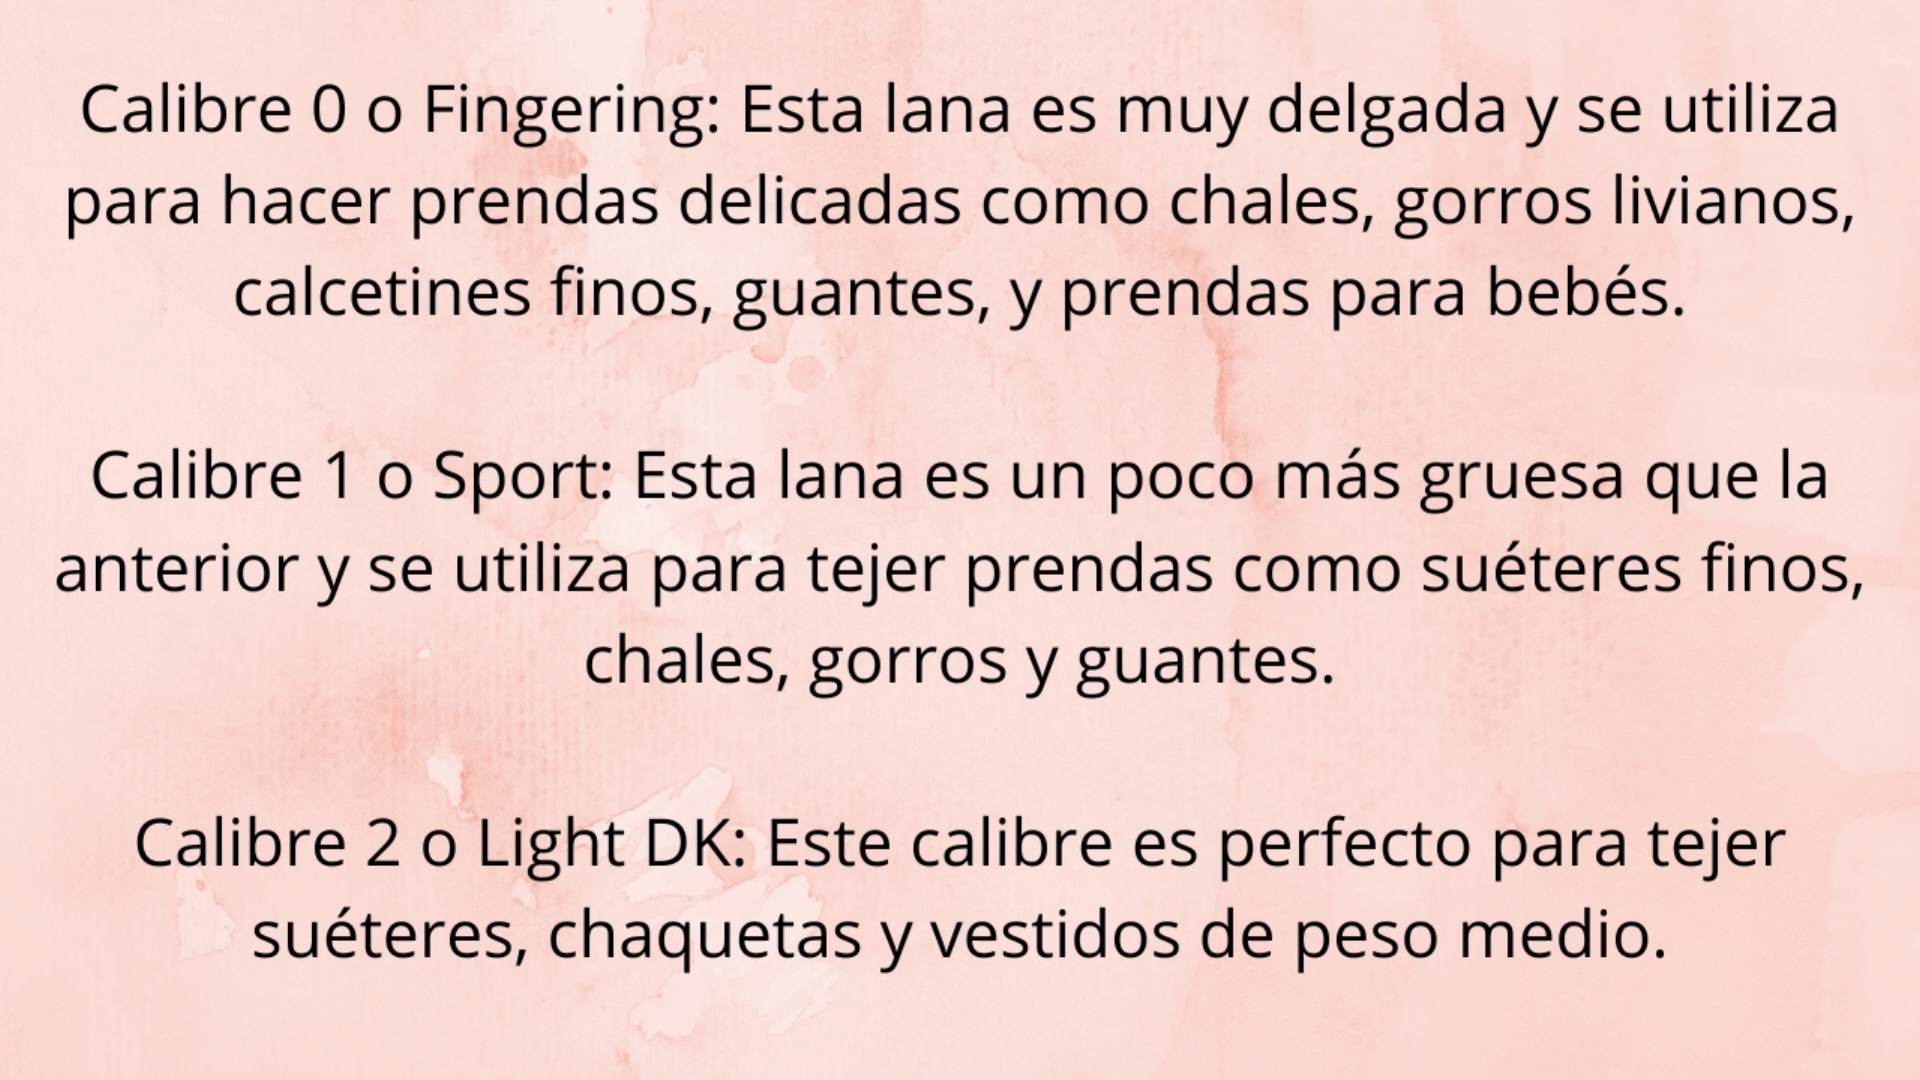 Calibre 0 o Fingering: Esta lana es muy delgada y se utiliza
para hacer prendas delicadas como chales, gorros livianos,
calcetines finos, guantes, y prendas para bebés.
Calibre 1 o Sport: Esta lana es un poco más gruesa que la
anterior y se utiliza para tejer prendas como suéteres finos,
chales, gorros y guantes.
Calibre 2 o Light DK: Este calibre es perfecto para tejer
suéteres, chaquetas y vestidos de peso medio.